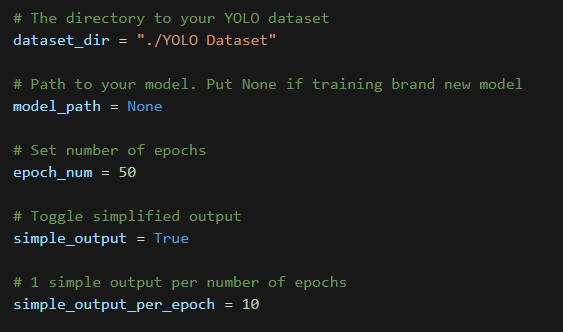 # The directory to your YOLO dataset
dataset_dir = "./YOLO Dataset"
# Path to your model. Put None if training brand new model
model_path = None
# Set number of epochs
epoch_num = 50
# Toggle simplified output
simple_output = True
# 1 simple output per number of epochs
simple_output_per_epoch = 10